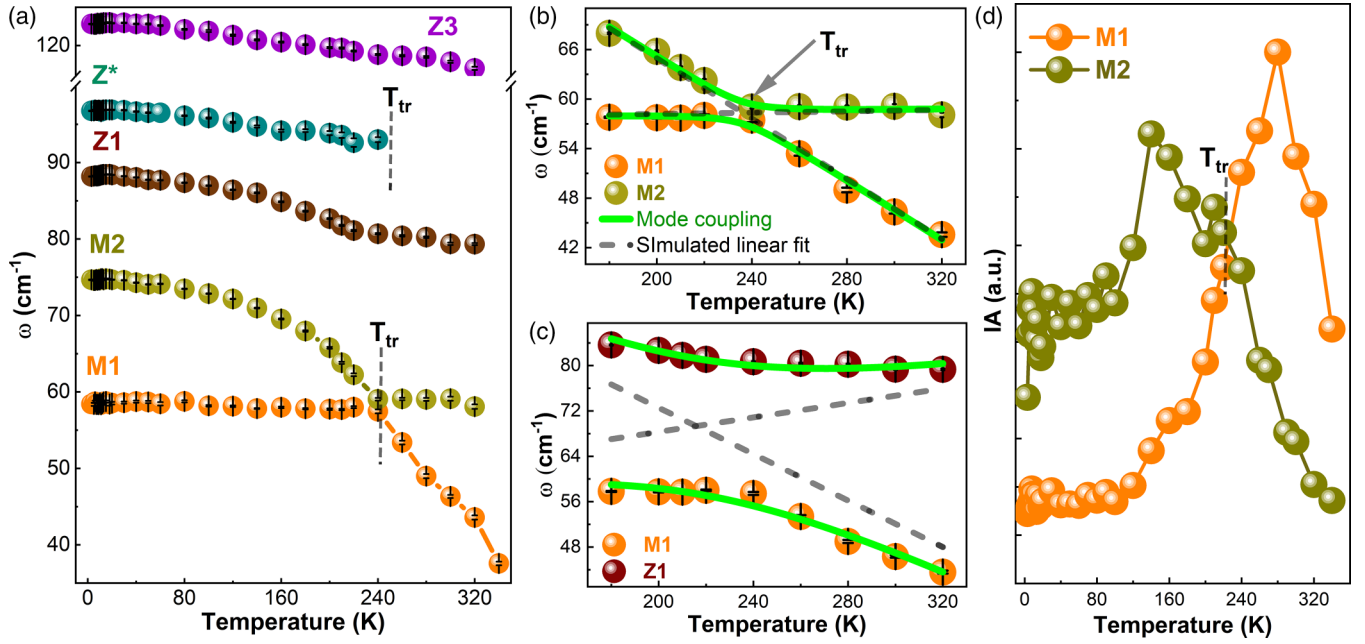 (a)
Z3
120
Z*
T_tr
Z1
90
80
M2
70
T_tr
60
M1
50
40
ω (cm⁻¹)
0 80 160 240 320
Temperature (K)
(b)
T_tr
66
60
54
48
42
ω (cm⁻¹)
M1
M2
Mode coupling
SImulated linear fit
200 240 280 320
Temperature (K)
(c)
80
72
64
56
48
ω (cm⁻¹)
M1
Z1
200 240 280 320
Temperature (K)
(d)
M1
M2
T_tr
IA (a.u.)
0 80 160 240 320
Temperature (K)